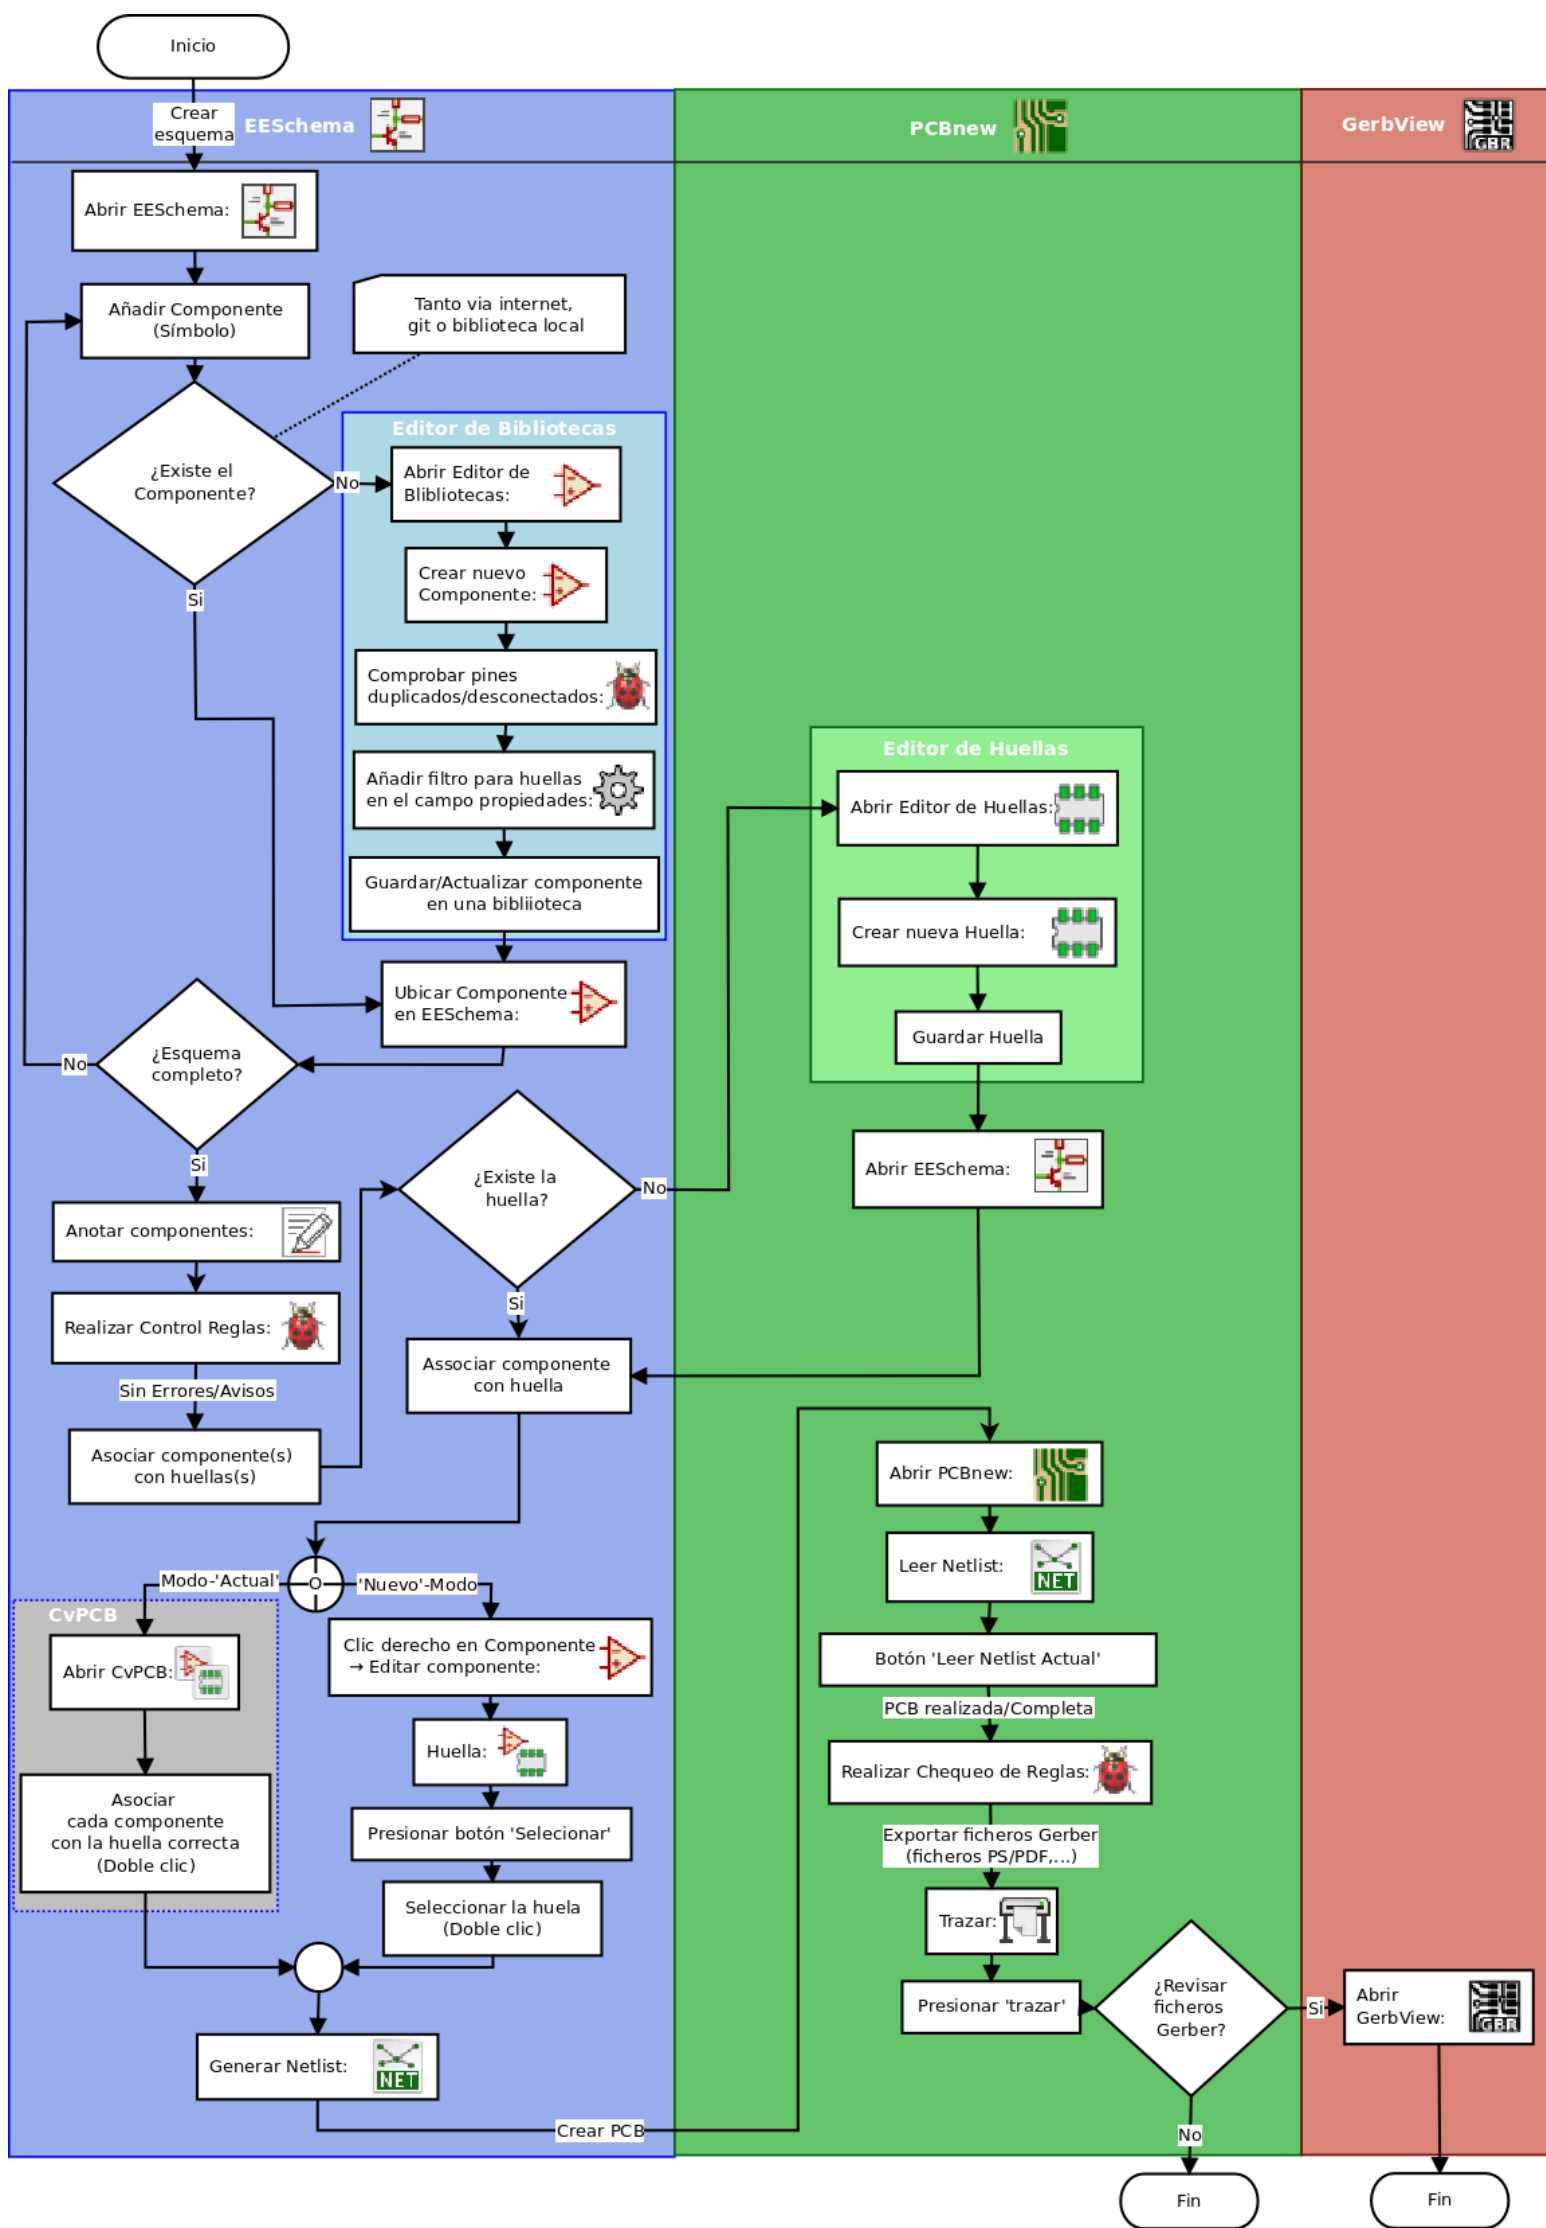 Inicio
Crear
esquema
EESchema
PCBnew
GerbView
GBR
Abrir EESchema:
Añadir Componente
(Símbolo)
Tanto via internet,
git o biblioteca local
¿Existe el
Componente?
No
Si
Editor de Bibliotecas
Abrir Editor de
Blibliotecas:
Crear nuevo
Componente:
Comprobar pines
duplicados/desconectados:
Añadir filtro para huellas
en el campo propiedades:
Guardar/Actualizar componente
en una bibliioteca
Ubicar Componente
en EESchema:
¿Esquema
completo?
No
Si
Anotar componentes:
Realizar Control Reglas:
Sin Errores/Avisos
Asociar componente(s)
con huellas(s)
¿Existe la
huella?
No
Si
Editor de Huellas
Abrir Editor de Huellas:
Crear nueva Huella:
Guardar Huella
Abrir EESchema:
Associar componente
con huella
O
Modo-'Actual'
'Nuevo'-Modo
CvPCB
Abrir CvPCB:
Asociar
cada componente
con la huella correcta
(Doble clic)
Clic derecho en Componente
→ Editar componente:
Huella:
Presionar botón 'Selecionar'
Seleccionar la huela
(Doble clic)
Generar Netlist:
NET
Crear PCB
Abrir PCBnew:
Leer Netlist:
NET
Botón 'Leer Netlist Actual'
PCB realizada/Completa
Realizar Chequeo de Reglas:
Exportar ficheros Gerber
(ficheros PS/PDF,...)
Trazar:
Presionar 'trazar'
¿Revisar
ficheros
Gerber?
Si
No
Abrir
GerbView:
GBR
Fin
Fin